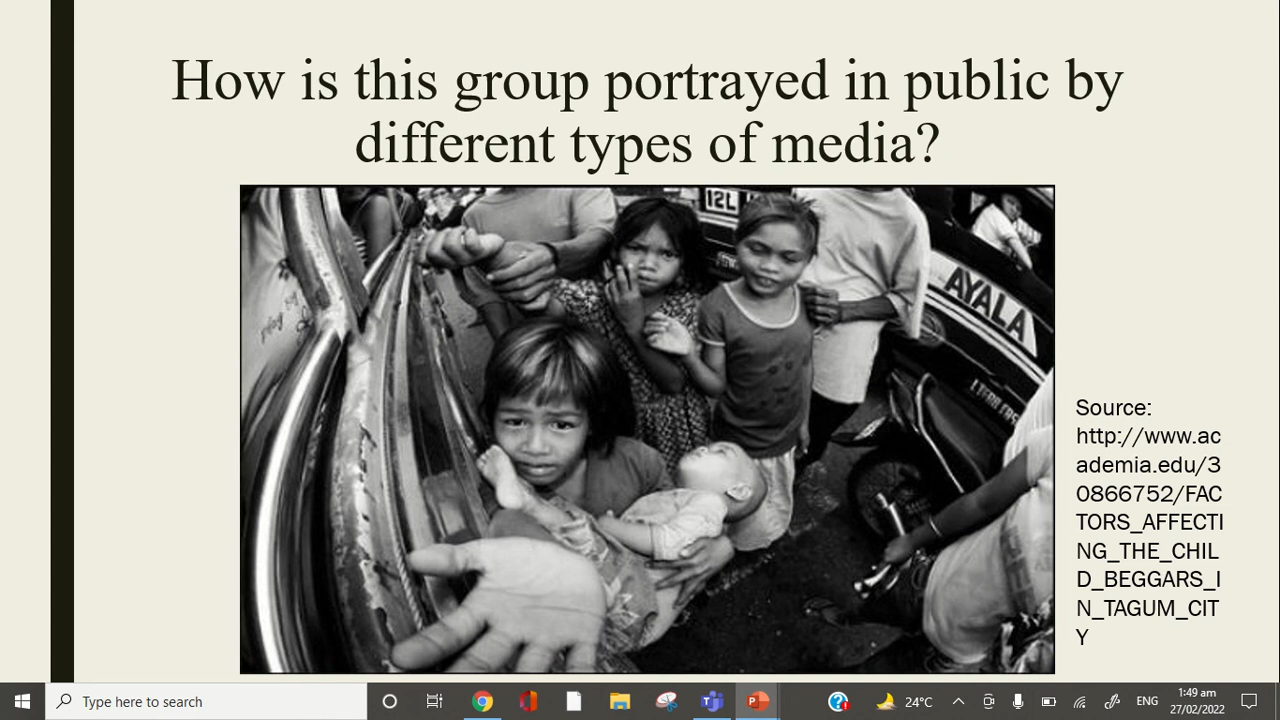 How is this group portrayed in public by
different types of media?
12L
AYALA
Source:
http://www.ac
ademia.edu/3
0866752/FAC
TORS_AFFECTI
NG_THE_CHIL
D_BEGGARS_I
N_TAGUM_CIT
Y
Type here to search
24°C
ENG
1:49 am
27/02/2022